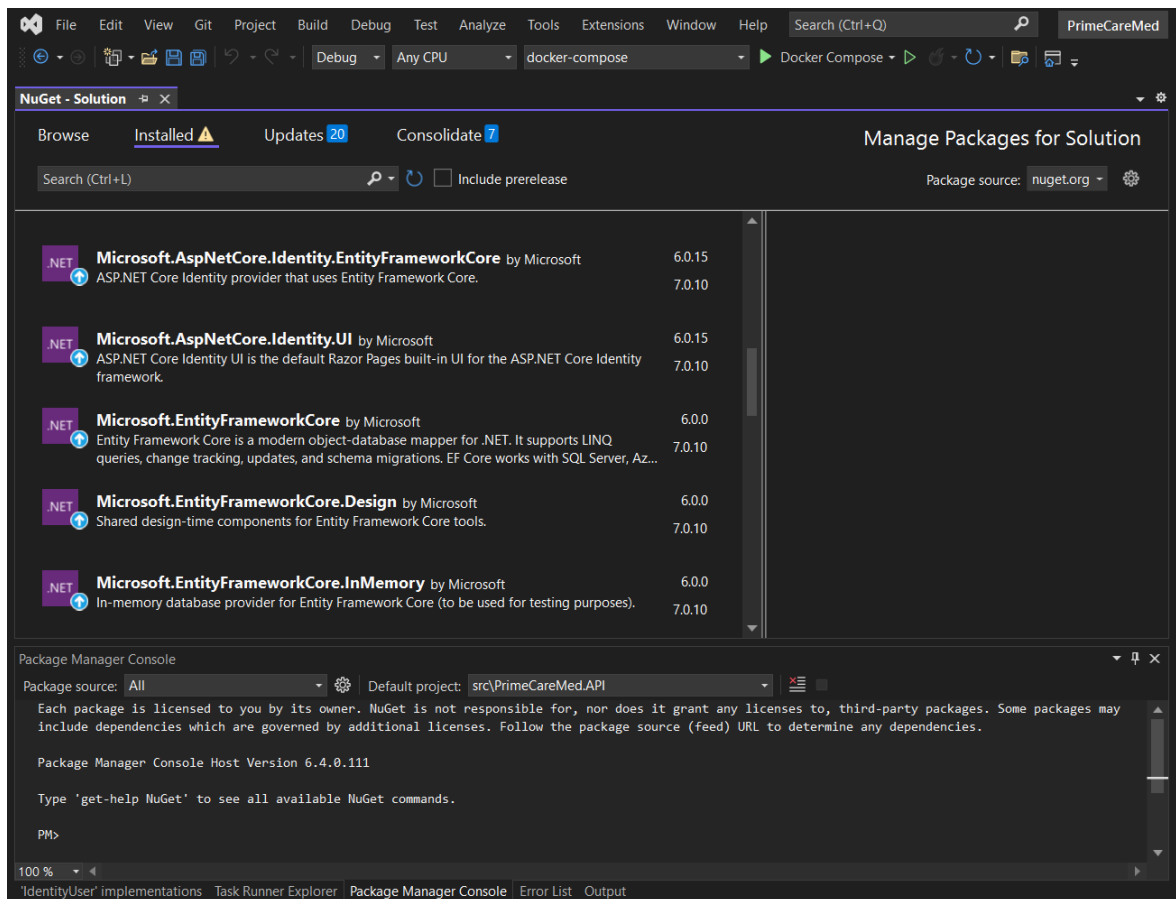 File Edit View Git Project Build Debug Test Analyze Tools Extensions Window Help Search (Ctrl+Q) PrimeCareMed
Debug Any CPU docker-compose Docker Compose
NuGet - Solution
Browse Installed Updates 20 Consolidate 7 Manage Packages for Solution
Search (Ctrl+L) Include prerelease Package source: nuget.org
.NET Microsoft.AspNetCore.Identity.EntityFrameworkCore by Microsoft 6.0.15
ASP.NET Core Identity provider that uses Entity Framework Core.
7.0.10
.NET Microsoft.AspNetCore.Identity.UI by Microsoft 6.0.15
ASP.NET Core Identity UI is the default Razor Pages built-in UI for the ASP.NET Core Identity
7.0.10
framework.
.NET Microsoft.EntityFrameworkCore by Microsoft 6.0.0
Entity Framework Core is a modern object-database mapper for .NET. It supports LINQ
7.0.10
queries, change tracking, updates, and schema migrations. EF Core works with SQL Server, Az...
.NET Microsoft.EntityFrameworkCore.Design by Microsoft 6.0.0
Shared design-time components for Entity Framework Core tools.
7.0.10
.NET Microsoft.EntityFrameworkCore.InMemory by Microsoft 6.0.0
In-memory database provider for Entity Framework Core (to be used for testing purposes).
7.0.10
Package Manager Console
Package source: All Default project: src\PrimeCareMed.API
Each package is licensed to you by its owner. NuGet is not responsible for, nor does it grant any licenses to, third-party packages. Some packages may
include dependencies which are governed by additional licenses. Follow the package source (feed) URL to determine any dependencies.
Package Manager Console Host Version 6.4.0.111
Type 'get-help NuGet' to see all available NuGet commands.
PM>
100 %
'IdentityUser' implementations Task Runner Explorer Package Manager Console Error List Output